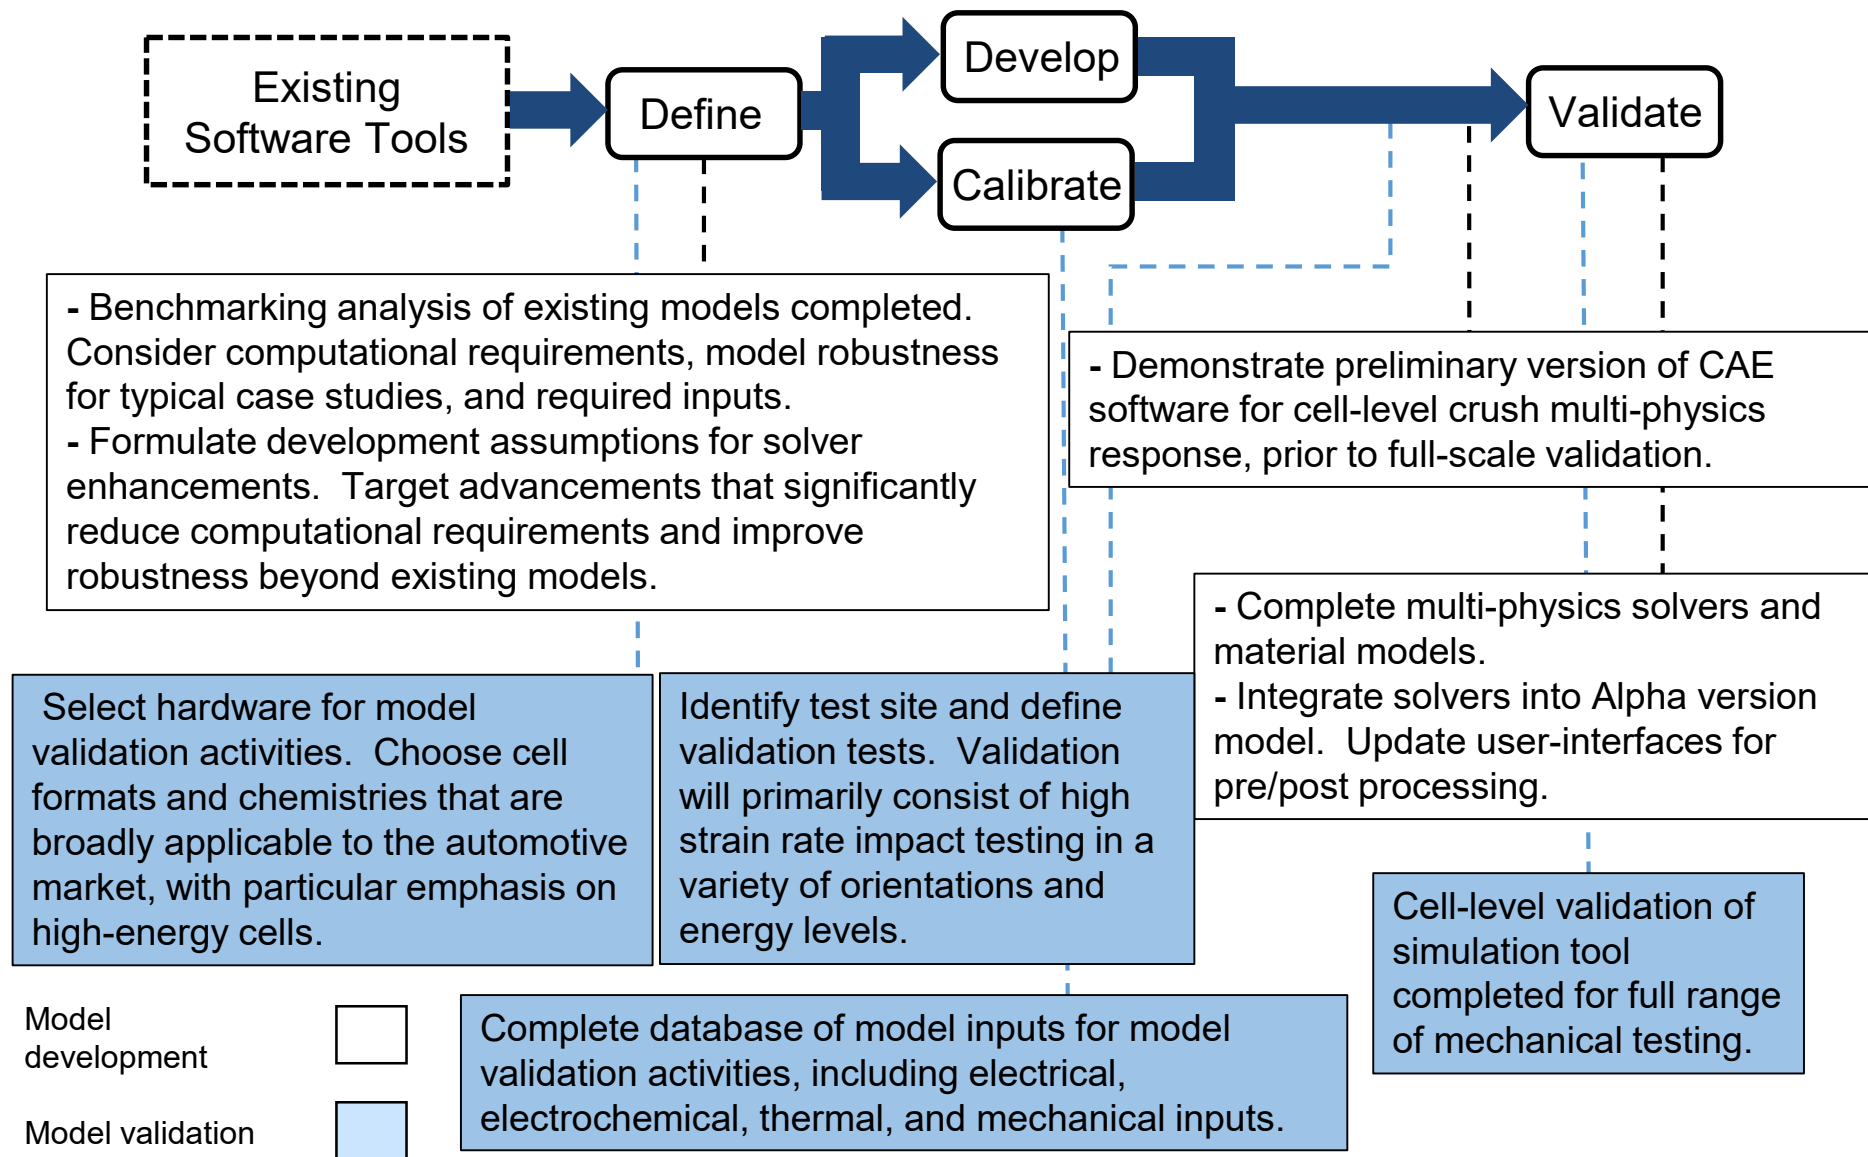 Existing
Software Tools
Define
Develop
Calibrate
Validate
- Benchmarking analysis of existing models completed.
Consider computational requirements, model robustness
for typical case studies, and required inputs.
- Formulate development assumptions for solver
enhancements.  Target advancements that significantly
reduce computational requirements and improve
robustness beyond existing models.
- Demonstrate preliminary version of CAE
software for cell-level crush multi-physics
response, prior to full-scale validation.
- Complete multi-physics solvers and
material models.
- Integrate solvers into Alpha version
model.  Update user-interfaces for
pre/post processing.
Select hardware for model
validation activities.  Choose cell
formats and chemistries that are
broadly applicable to the automotive
market, with particular emphasis on
high-energy cells.
Identify test site and define
validation tests.  Validation
will primarily consist of high
strain rate impact testing in a
variety of orientations and
energy levels.
Cell-level validation of
simulation tool
completed for full range
of mechanical testing.
Complete database of model inputs for model
validation activities, including electrical,
electrochemical, thermal, and mechanical inputs.
Model
development
Model validation